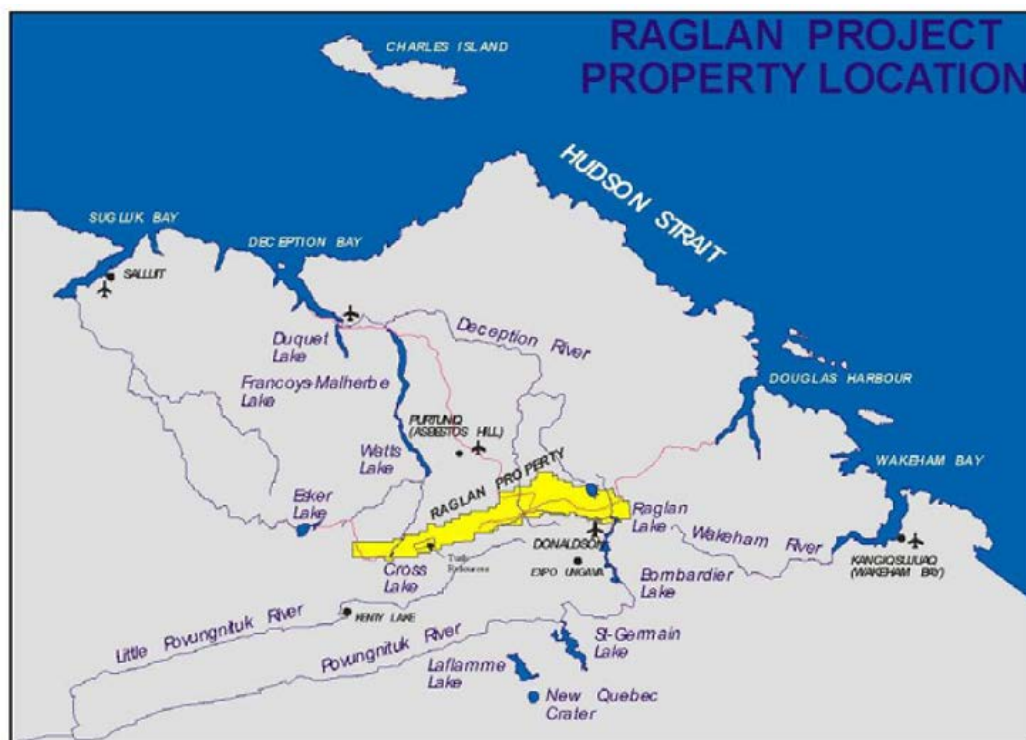 RAGLAN PROJECT
PROPERTY LOCATION
CHARLES ISLAND
HUDSON STRAIT
SUGLUK BAY
DECEPTION BAY
SALLUIT
Duquet
Lake
Deception
River
Francoys-Malherbe
Lake
DOUGLAS HARBOUR
PURTUNIQ
(ASBESTOS HILL)
Watts
Lake
WAKEHAM BAY
RAGLAN PROPERTY
Esker
Lake
Raglan
Lake
Wakeham River
DONALDSON
KANGIQSUJUAQ
(WAKEHAM BAY)
Cross
Lake
EXPO UNGAVA
Bombardier
Lake
KENTY LAKE
Little Povungnituk River
Povungnituk River
St-Germain
Lake
Laflamme
Lake
New Quebec
Crater